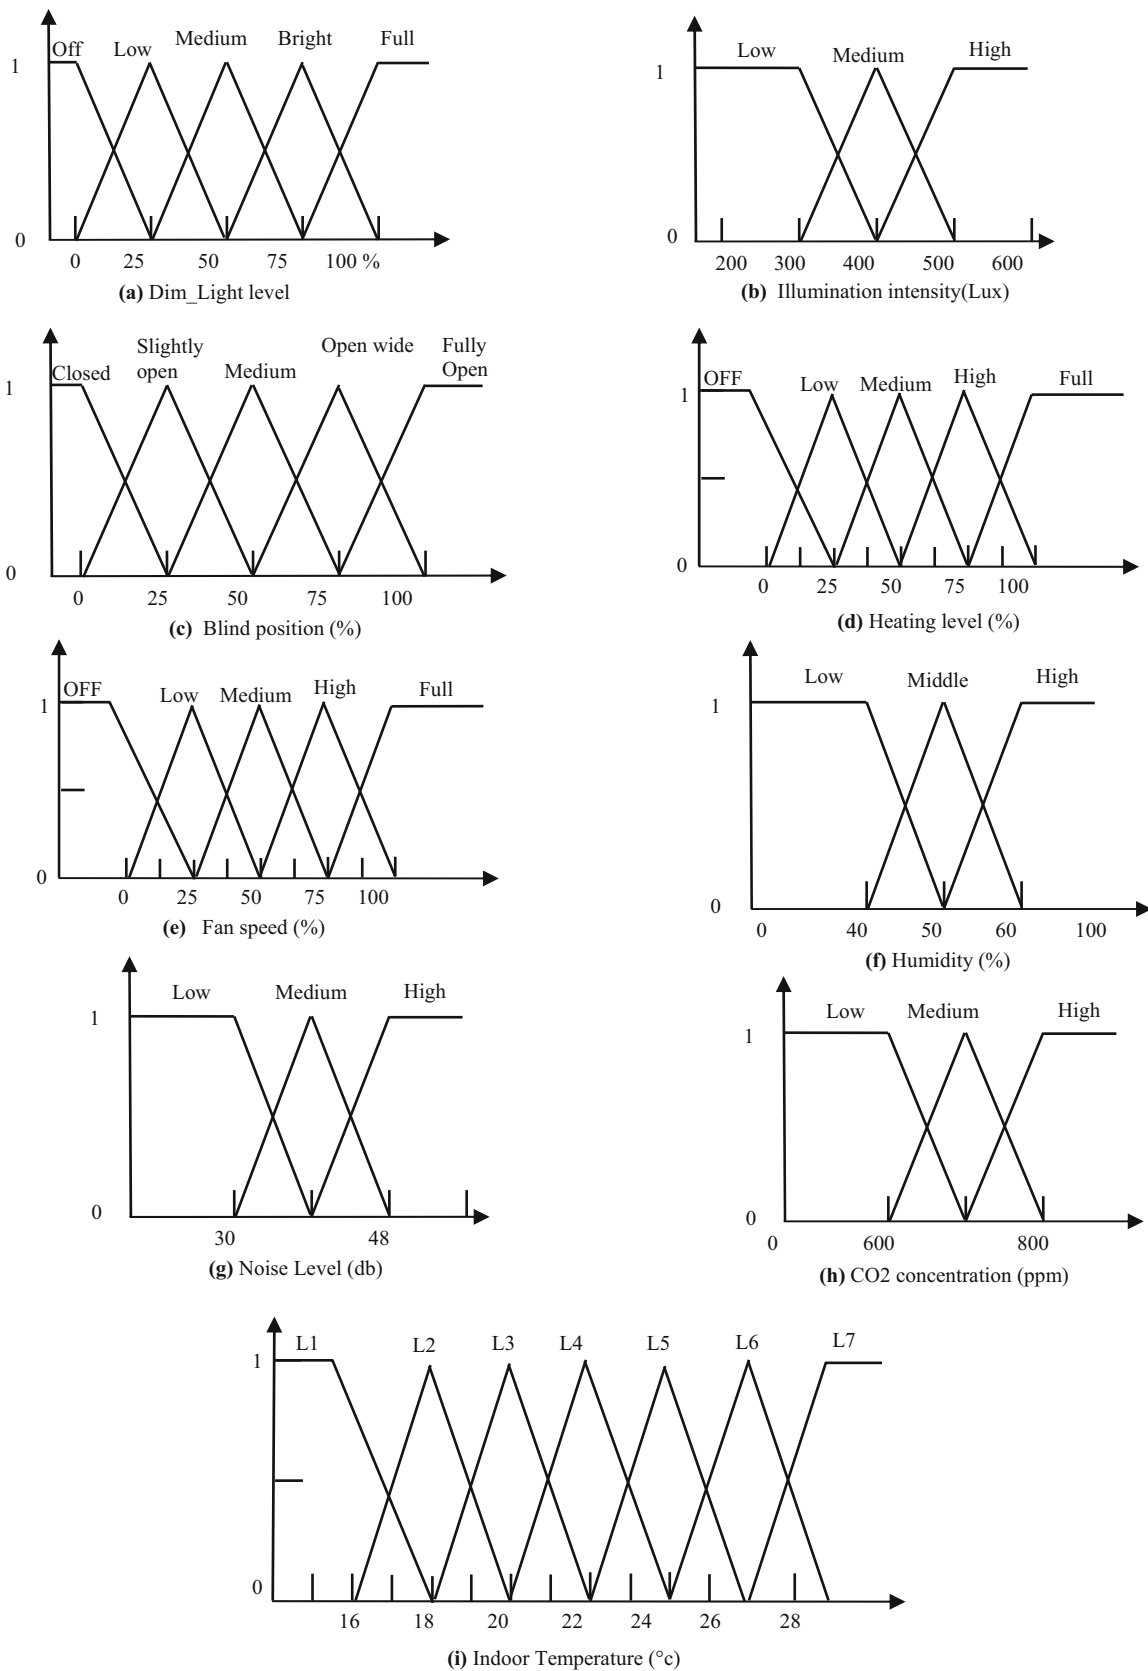 Off Low Medium Bright Full
1
0
0 25 50 75 100 %
(a) Dim_Light level
Low Medium High
1
0
200 300 400 500 600
(b) Illumination intensity(Lux)
Closed Slightly open Medium Open wide Fully Open
1
0
0 25 50 75 100
(c) Blind position (%)
OFF Low Medium High Full
1
0
0 25 50 75 100
(d) Heating level (%)
OFF Low Medium High Full
1
0
0 25 50 75 100
(e) Fan speed (%)
Low Middle High
1
0
0 40 50 60 100
(f) Humidity (%)
Low Medium High
1
0
30 48
(g) Noise Level (db)
Low Medium High
1
0
0 600 800
(h) CO2 concentration (ppm)
L1 L2 L3 L4 L5 L6 L7
1
0
16 18 20 22 24 26 28
(i) Indoor Temperature (°c)